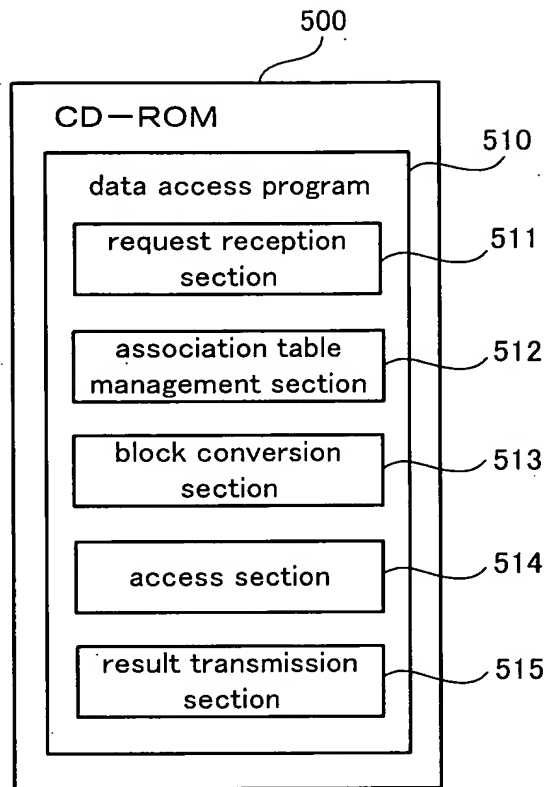 500
CD-ROM
510
data access program
request reception
section
511
association table
management section
512
block conversion
section
513
access section
514
result transmission
section
515